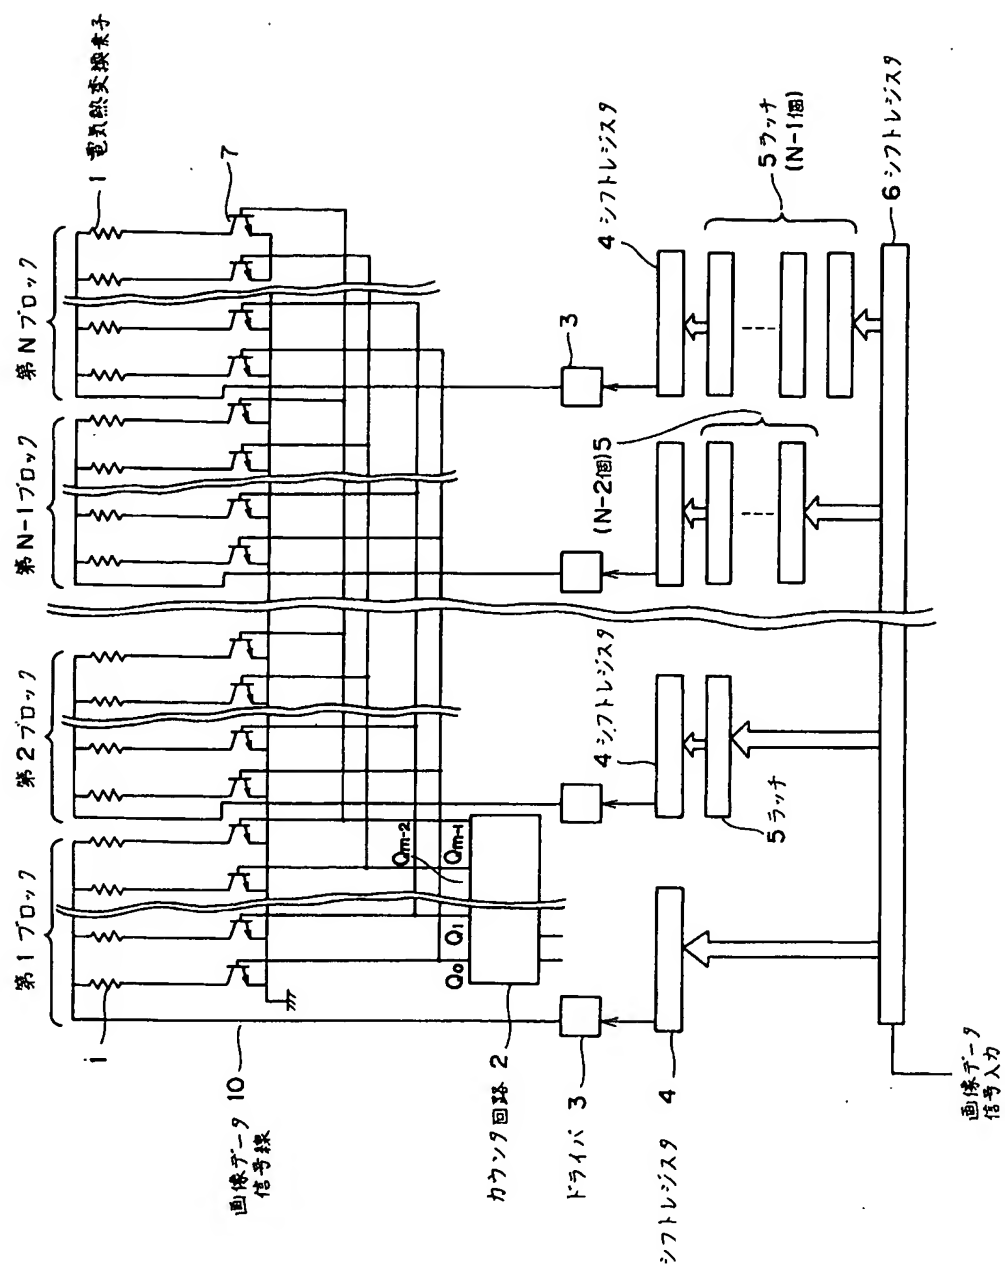 第1ブロック
第2ブロック
第N-1ブロック
第Nブロック
1 電気熱変換素子
1
7
画像データ 10
信号線
Q0
Q1
Qm-2
Qm-1
カウンタ回路 2
ドライバ 3
3
3
3
シフトレジスタ 4
4 シフトレジスタ
4 シフトレジスタ
5 ラッチ
(N-2個)5
5 ラッチ
(N-1個)
6 シフトレジスタ
画像データ
信号入力